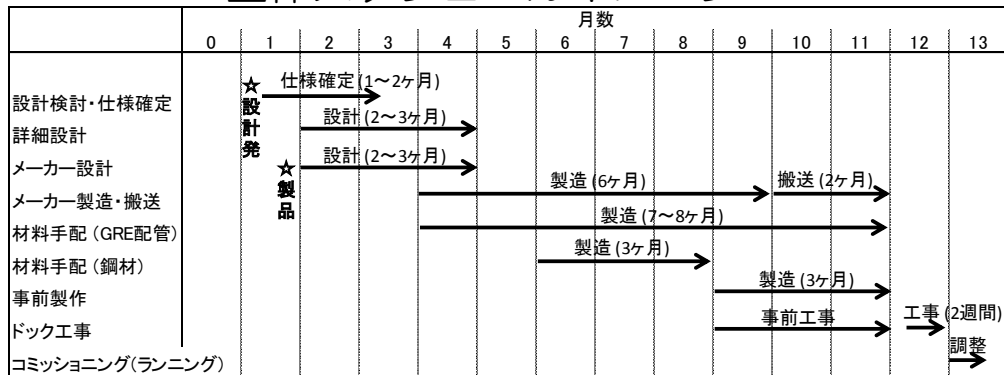 月数
0 1 2 3 4 5 6 7 8 9 10 11 12 13
設計検討・仕様確定
☆設計発
仕様確定(1～2ヶ月)
詳細設計
設計(2～3ヶ月)
メーカー設計
☆製品
設計(2～3ヶ月)
メーカー製造・搬送
製造(6ヶ月)
搬送(2ヶ月)
材料手配(GRE配管)
製造(7～8ヶ月)
材料手配(鋼材)
製造(3ヶ月)
事前製作
製造(3ヶ月)
ドック工事
事前工事
工事(2週間)
コミッショニング(ランニング)
調整